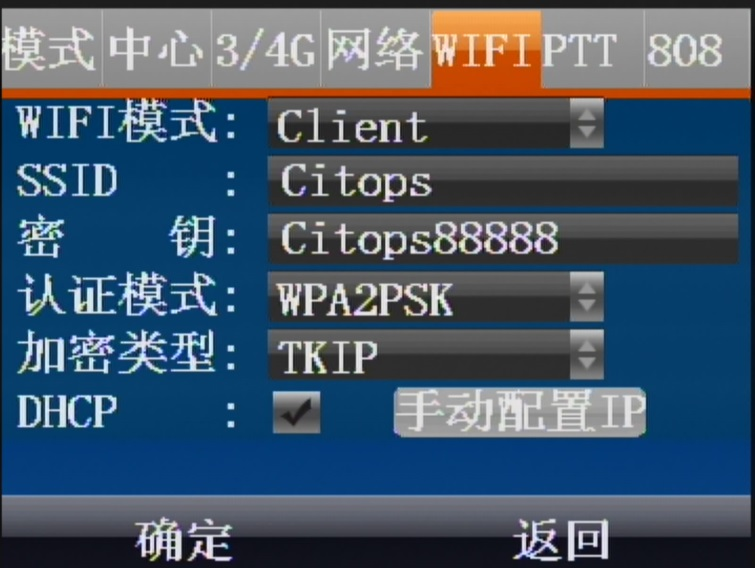 模式 中心 3/4G 网络 WIFI PTT 808
WIFI模式: Client
SSID : Citops
密 钥: Citops88888
认证模式: WPA2PSK
加密类型: TKIP
DHCP : 手动配置IP
确定 返回